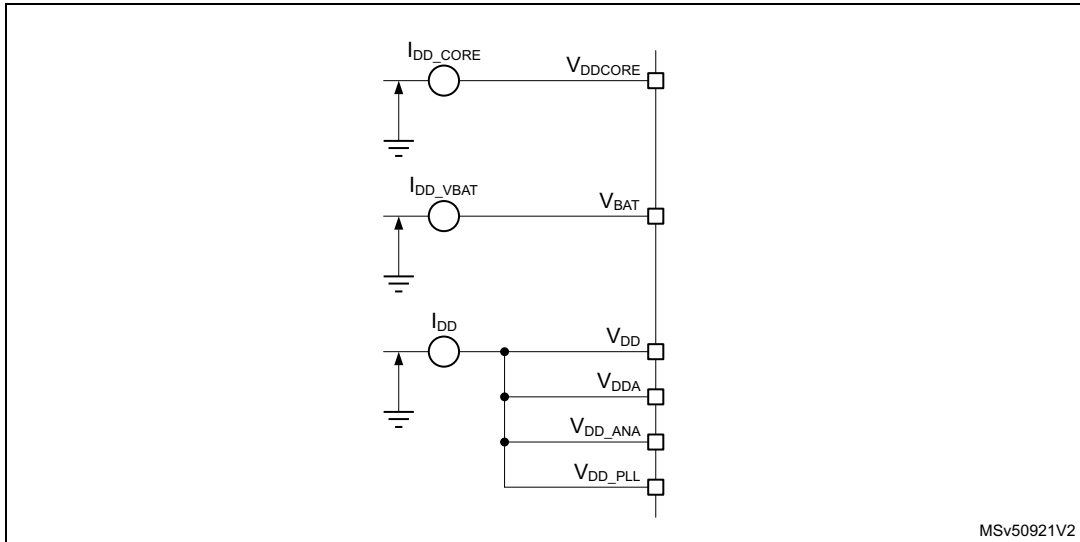 I_DD_CORE
V_DDCORE
I_DD_VBAT
V_BAT
I_DD
V_DD
V_DDA
V_DD_ANA
V_DD_PLL
MSv50921V2